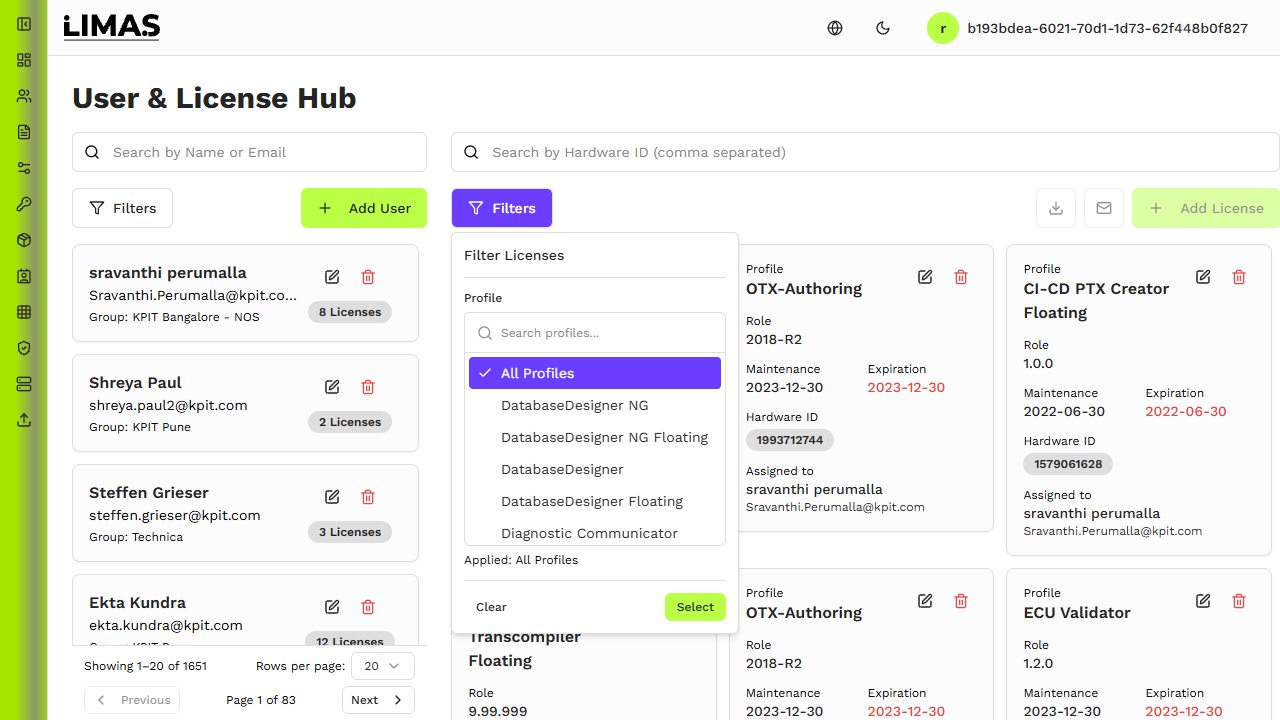 LIMAS
r
b193bdea-6021-70d1-1d73-62f448b0f827
User & License Hub
Search by Name or Email
Search by Hardware ID (comma separated)
Filters
Add User
Filters
Add License
sravanthi perumalla
Sravanthi.Perumalla@kpit.co...
Group: KPIT Bangalore - NOS
8 Licenses
Shreya Paul
shreya.paul2@kpit.com
Group: KPIT Pune
2 Licenses
Steffen Grieser
steffen.grieser@kpit.com
Group: Technica
3 Licenses
Ekta Kundra
ekta.kundra@kpit.com
12 Licenses
Showing 1–20 of 1651
Rows per page:
20
Previous
Page 1 of 83
Next
Filter Licenses
Profile
Search profiles...
All Profiles
DatabaseDesigner NG
DatabaseDesigner NG Floating
DatabaseDesigner
DatabaseDesigner Floating
Diagnostic Communicator
Applied: All Profiles
Clear
Select
Transcompiler
Floating
Role
9.99.999
Profile
OTX-Authoring
Role
2018-R2
Maintenance
2023-12-30
Expiration
2023-12-30
Hardware ID
1993712744
Assigned to
sravanthi perumalla
Sravanthi.Perumalla@kpit.com
Profile
CI-CD PTX Creator
Floating
Role
1.0.0
Maintenance
2022-06-30
Expiration
2022-06-30
Hardware ID
1579061628
Assigned to
sravanthi perumalla
Sravanthi.Perumalla@kpit.com
Profile
OTX-Authoring
Role
2018-R2
Maintenance
2023-12-30
Expiration
2023-12-30
Profile
ECU Validator
Role
1.2.0
Maintenance
2023-12-30
Expiration
2023-12-30